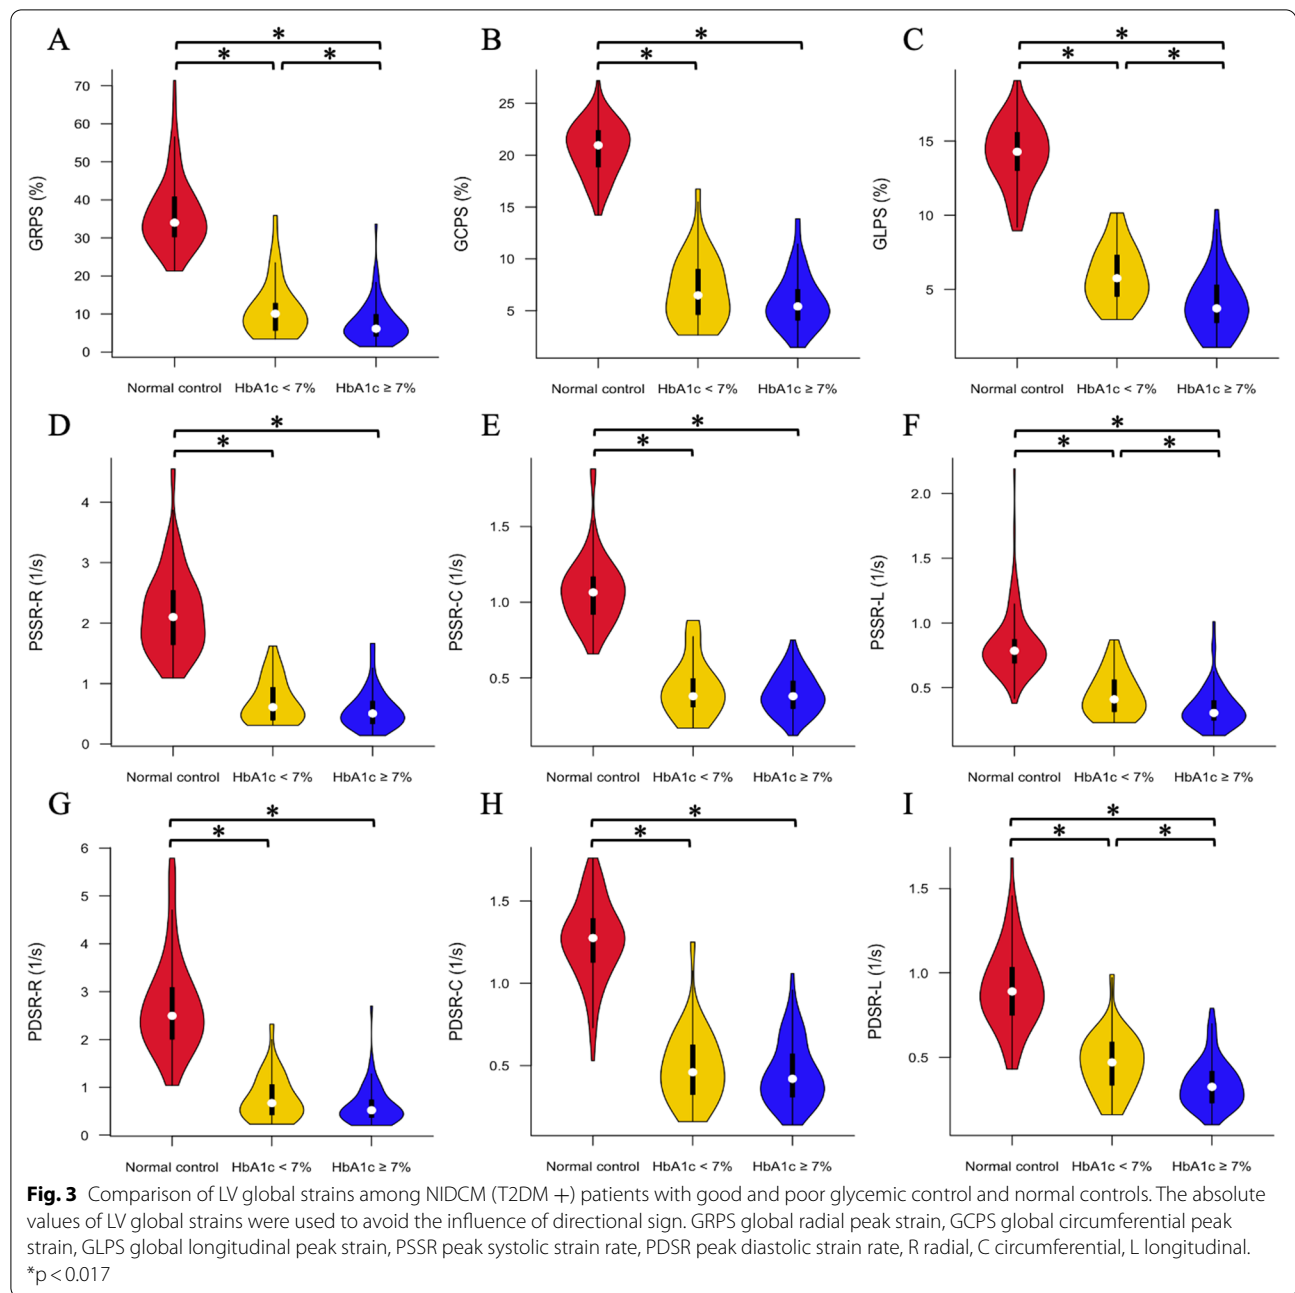 A
B
C
* * *
* *
* * *
GRPS (%)
70
60
50
40
30
20
10
0
Normal control HbA1c < 7% HbA1c ≥ 7%
GCPS (%)
25
20
15
10
5
Normal control HbA1c < 7% HbA1c ≥ 7%
GLPS (%)
15
10
5
Normal control HbA1c < 7% HbA1c ≥ 7%
D
E
F
* *
* *
* * *
PSSR-R (1/s)
4
3
2
1
0
Normal control HbA1c < 7% HbA1c ≥ 7%
PSSR-C (1/s)
1.5
1.0
0.5
Normal control HbA1c < 7% HbA1c ≥ 7%
PSSR-L (1/s)
2.0
1.5
1.0
0.5
Normal control HbA1c < 7% HbA1c ≥ 7%
G
H
I
* *
* *
* * *
PDSR-R (1/s)
6
5
4
3
2
1
0
Normal control HbA1c < 7% HbA1c ≥ 7%
PDSR-C (1/s)
1.5
1.0
0.5
Normal control HbA1c < 7% HbA1c ≥ 7%
PDSR-L (1/s)
1.5
1.0
0.5
Normal control HbA1c < 7% HbA1c ≥ 7%
Fig. 3 Comparison of LV global strains among NIDCM (T2DM +) patients with good and poor glycemic control and normal controls. The absolute
values of LV global strains were used to avoid the influence of directional sign. GRPS global radial peak strain, GCPS global circumferential peak
strain, GLPS global longitudinal peak strain, PSSR peak systolic strain rate, PDSR peak diastolic strain rate, R radial, C circumferential, L longitudinal.
*p < 0.017